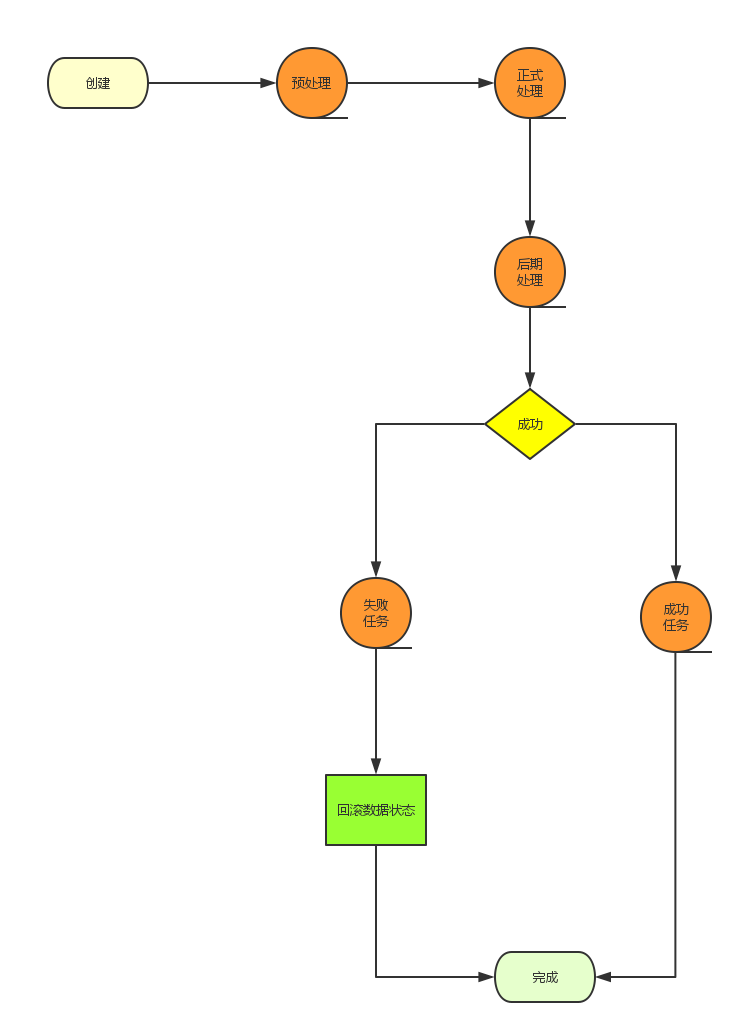 创建
预处理
正式
处理
后期
处理
成功
失败
任务
成功
任务
回滚数据状态
完成